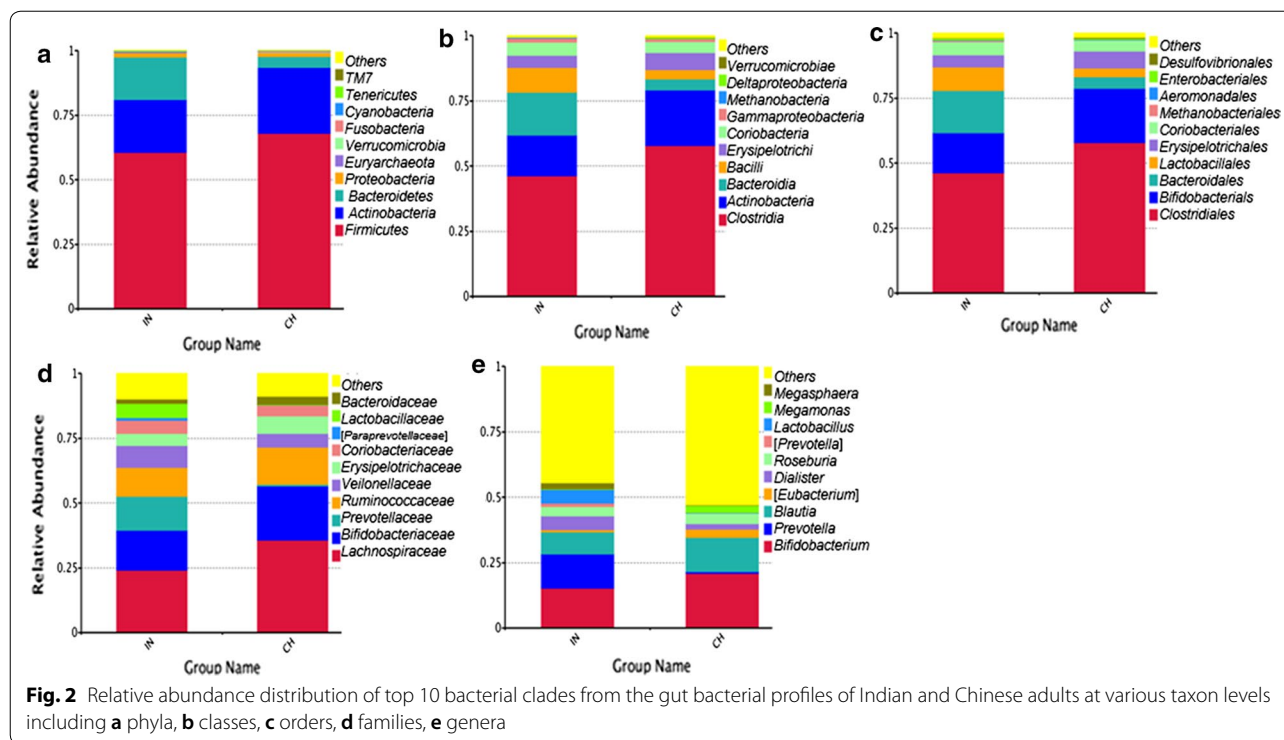 a
Relative Abundance
1
0.75
0.5
0.25
0
IN
CH
Group Name
Others
TM7
Tenericutes
Cyanobacteria
Fusobacteria
Verrucomicrobia
Euryarchaeota
Proteobacteria
Bacteroidetes
Actinobacteria
Firmicutes
b
1
0.75
0.5
0.25
0
IN
CH
Group Name
Others
Verrucomicrobiae
Deltaproteobacteria
Methanobacteria
Gammaproteobacteria
Coriobacteria
Erysipelotrichi
Bacilli
Bacteroidia
Actinobacteria
Clostridia
c
1
0.75
0.5
0.25
0
IN
CH
Group Name
Others
Desulfovibrionales
Enterobacteriales
Aeromonadales
Methanobacteriales
Coriobacteriales
Erysipelotrichales
Lactobacillales
Bacteroidales
Bifidobacterials
Clostridiales
d
Relative Abundance
1
0.75
0.5
0.25
0
IN
CH
Group Name
Others
Bacteroidaceae
Lactobacillaceae
[Paraprevotellaceae]
Coriobacteriaceae
Erysipelotrichaceae
Veilonellaceae
Ruminococcaceae
Prevotellaceae
Bifidobacteriaceae
Lachnospiraceae
e
1
0.75
0.5
0.25
0
IN
CH
Group Name
Others
Megasphaera
Megamonas
Lactobacillus
[Prevotella]
Roseburia
Dialister
[Eubacterium]
Blautia
Prevotella
Bifidobacterium
Fig. 2 Relative abundance distribution of top 10 bacterial clades from the gut bacterial profiles of Indian and Chinese adults at various taxon levels
including a phyla, b classes, c orders, d families, e genera